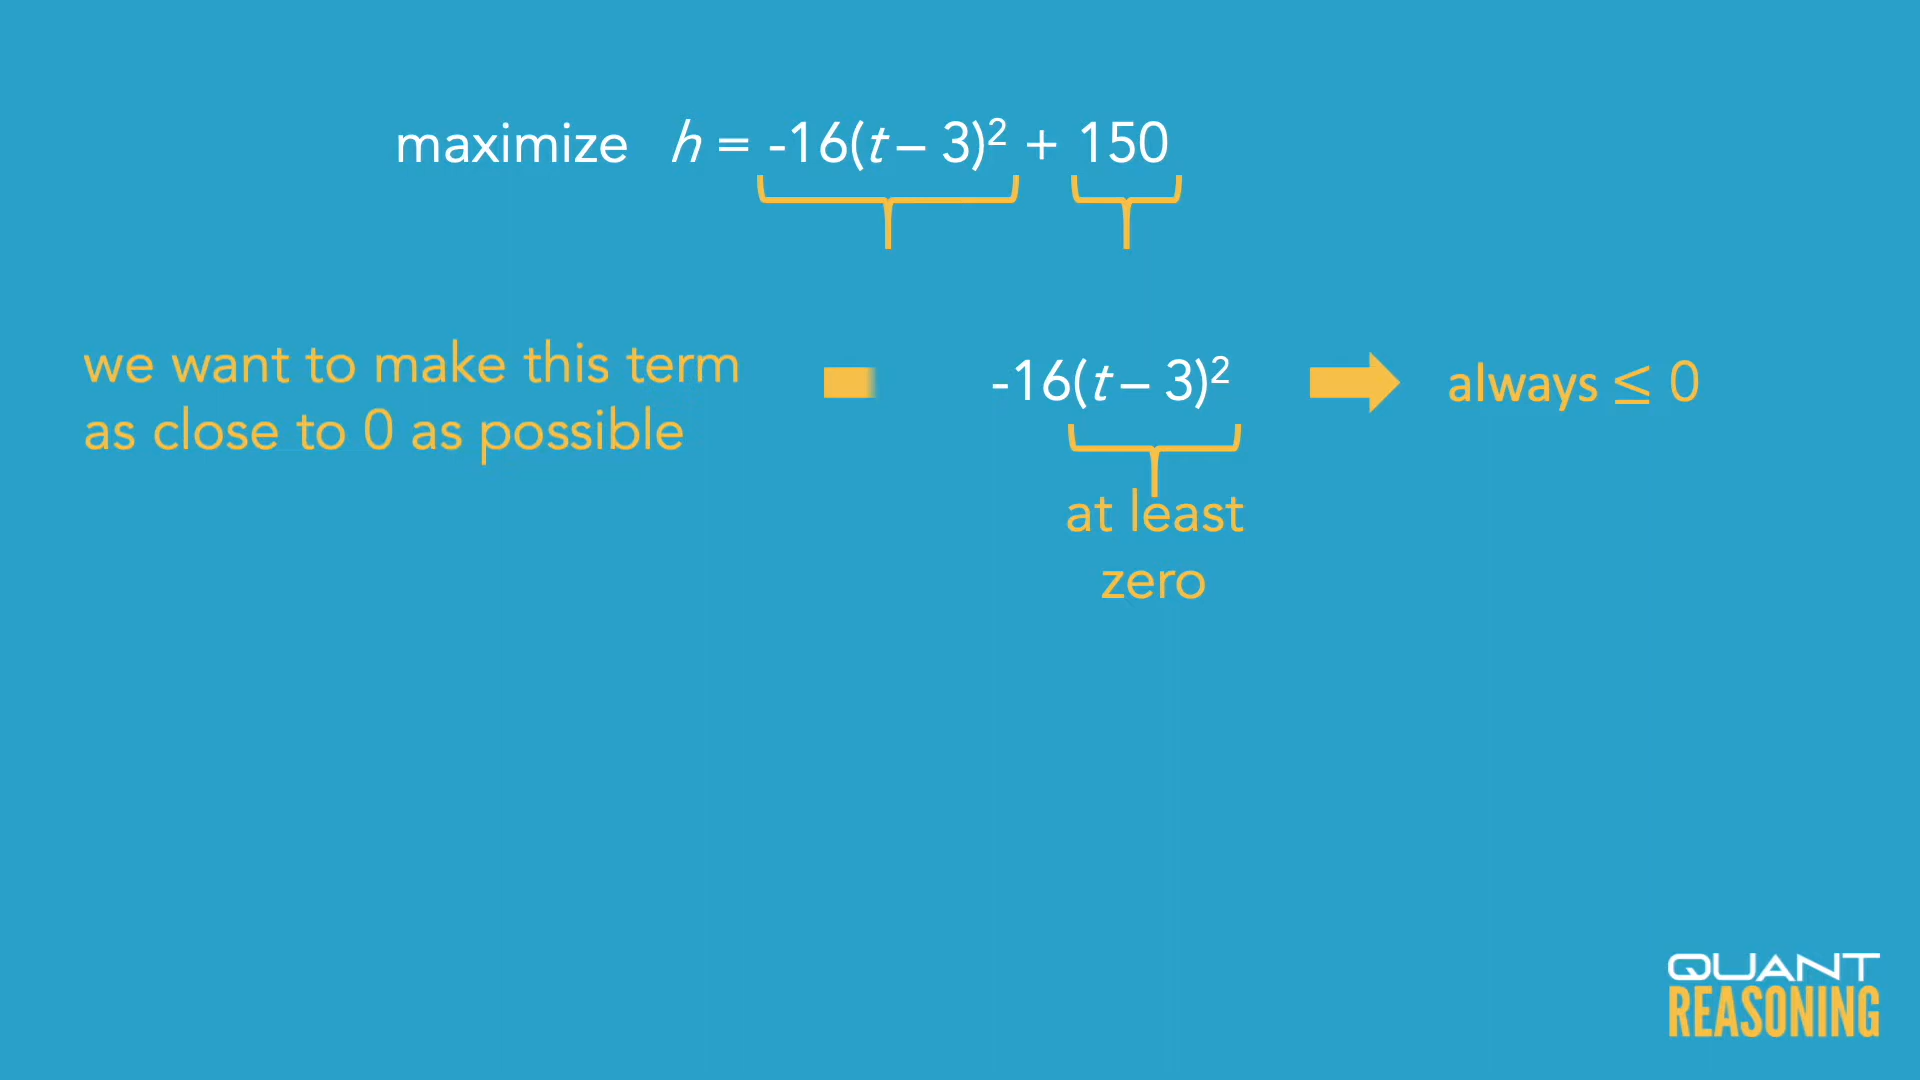 maximize h = -16(t – 3)² + 150
we want to make this term
as close to 0 as possible
-16(t – 3)²
always ≤ 0
at least
zero
QUANT
REASONING